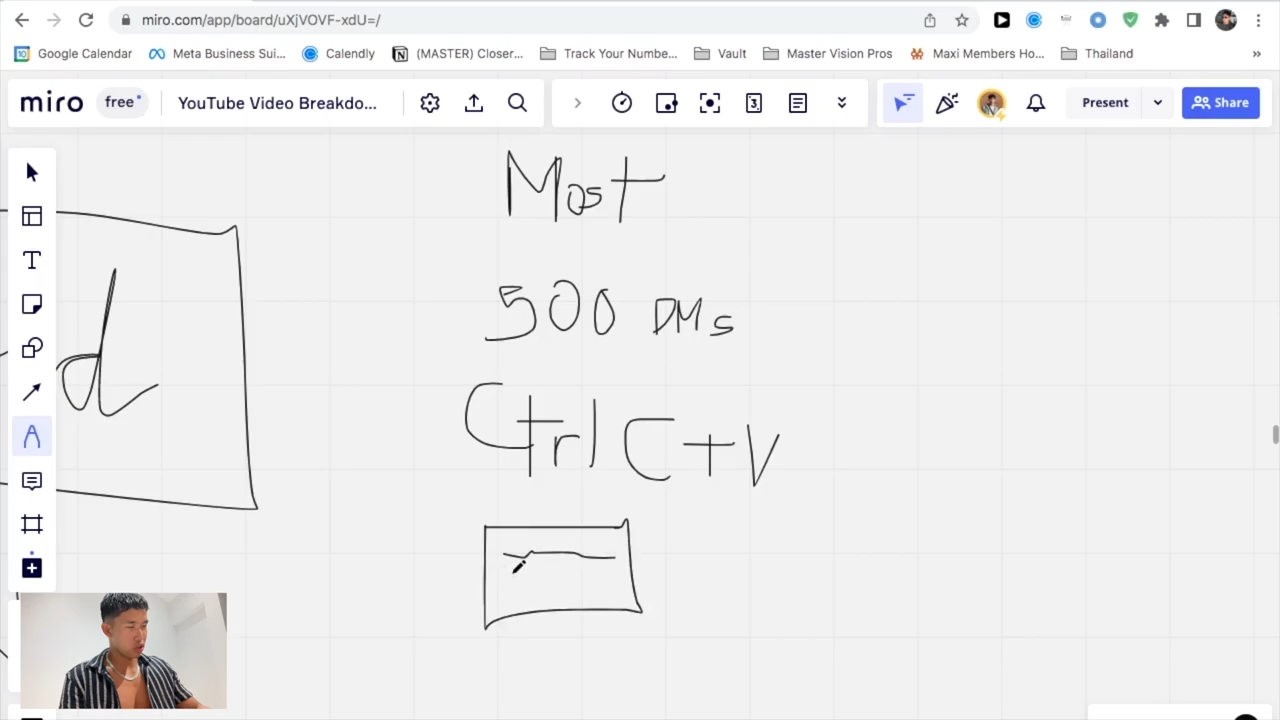 miro.com/app/board/uXjVOVF-xdU=/
10 Google Calendar Meta Business Sui... Calendly (MASTER) Closer... Track Your Numbe... Vault Master Vision Pros Maxi Members Ho... Thailand »
miro free YouTube Video Breakdo... 3 Present Share
Most
500 DMs
d
Ctrl C+V